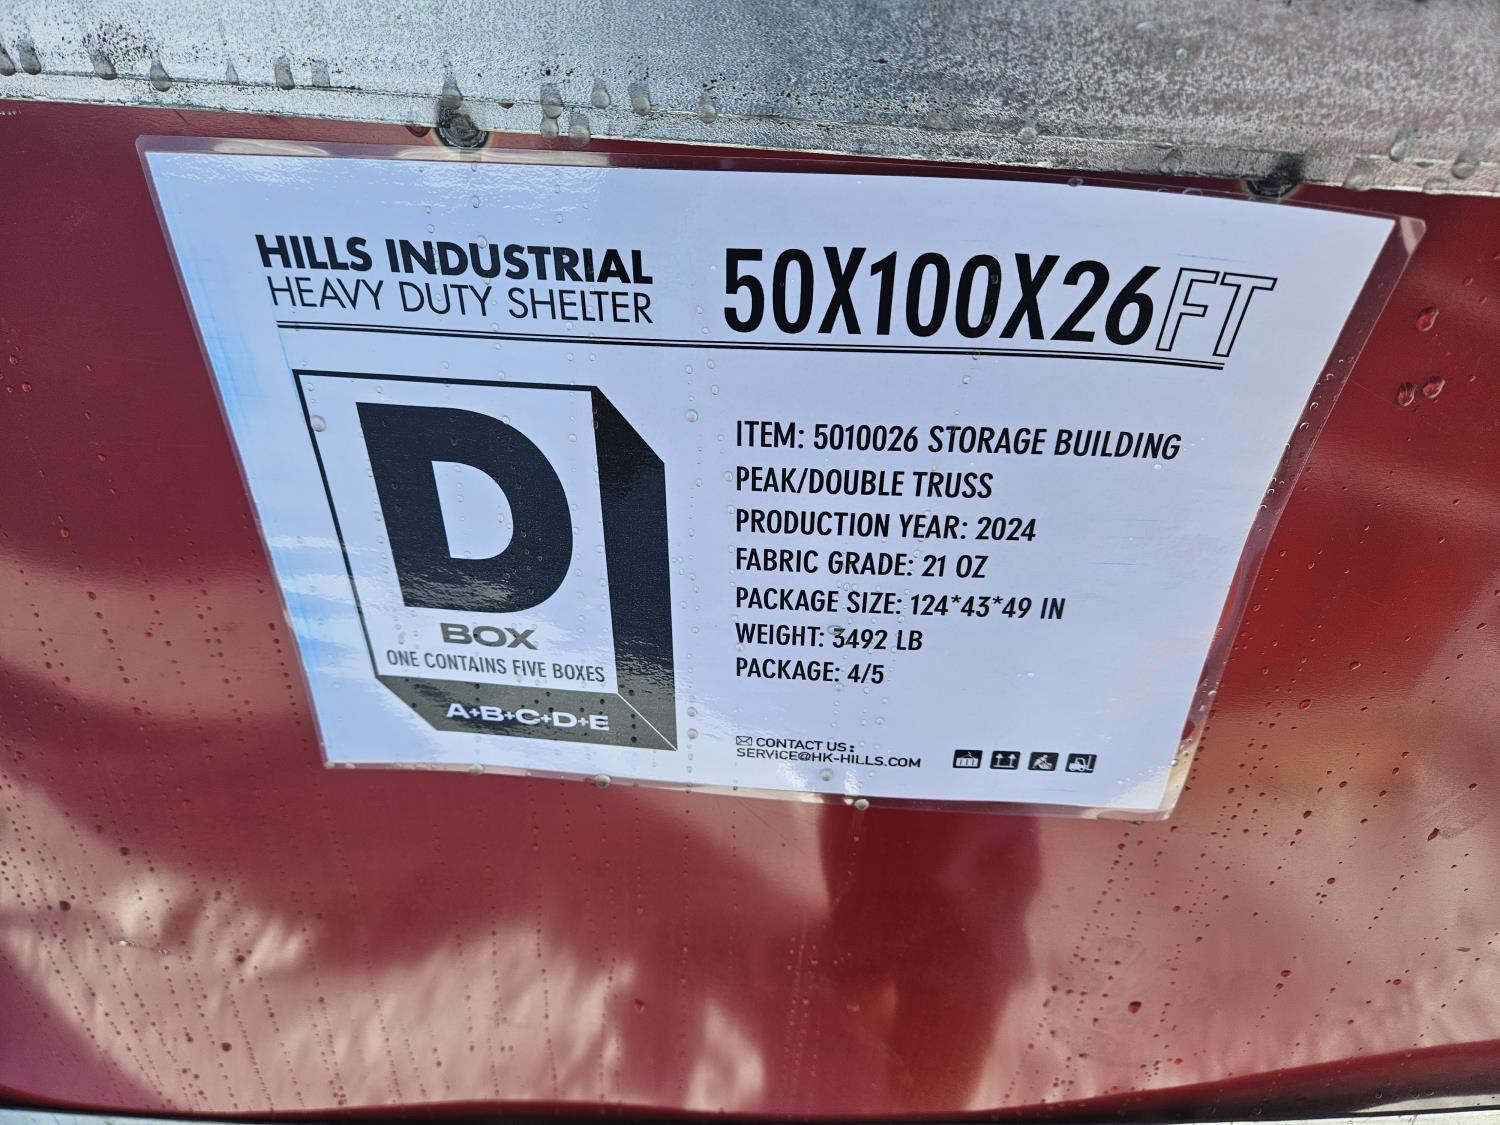 HILLS INDUSTRIAL
HEAVY DUTY SHELTER
50X100X26FT
D
BOX
ONE CONTAINS FIVE BOXES
A+B+C+D+E
ITEM: 5010026 STORAGE BUILDING
PEAK/DOUBLE TRUSS
PRODUCTION YEAR: 2024
FABRIC GRADE: 21 OZ
PACKAGE SIZE: 124*43*49 IN
WEIGHT: 3492 LB
PACKAGE: 4/5
CONTACT US:
SERVICE@HK-HILLS.COM